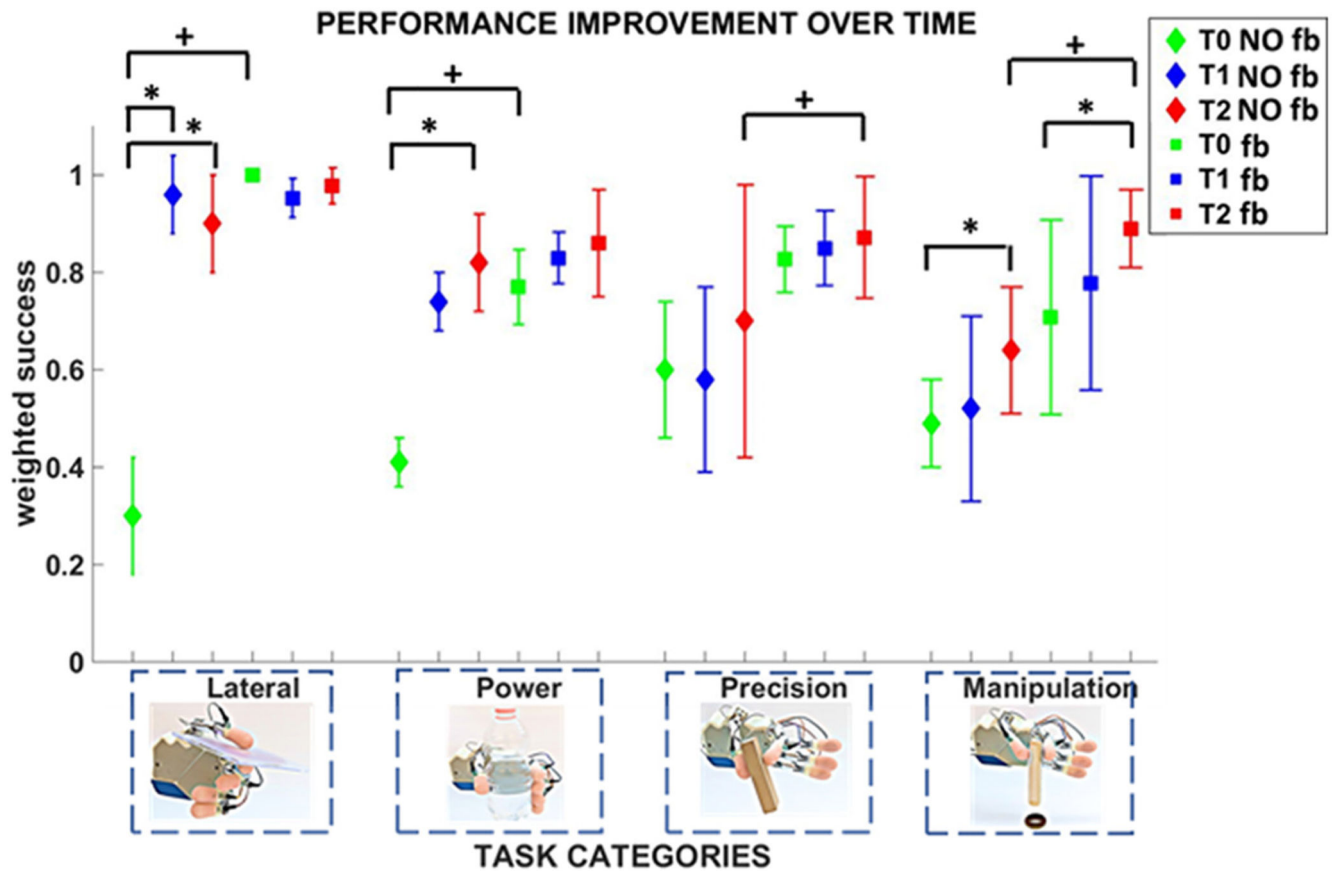 PERFORMANCE IMPROVEMENT OVER TIME
T0 NO fb
T1 NO fb
T2 NO fb
T0 fb
T1 fb
T2 fb
+
*
*
+
*
+
+
*
*
weighted success
1
0.8
0.6
0.4
0.2
0
Lateral
Power
Precision
Manipulation
TASK CATEGORIES